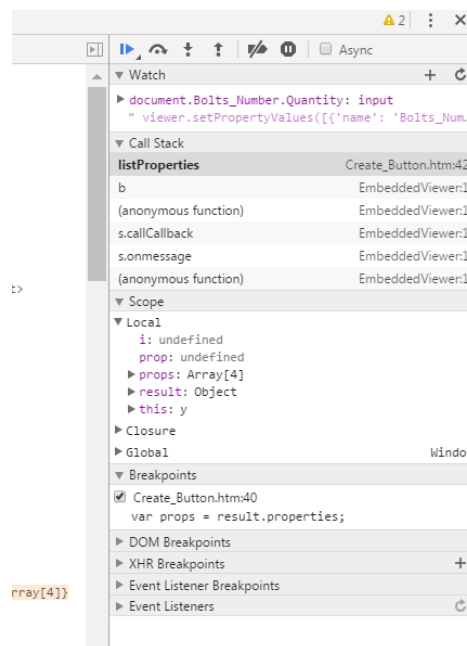 2
Async
Watch
document.Bolts_Number.Quantity: input
" viewer.setPropertyValues([{'name': 'Bolts_Num…
Call Stack
listProperties Create_Button.htm:42
b EmbeddedViewer:1
(anonymous function) EmbeddedViewer:1
s.callCallback EmbeddedViewer:1
s.onmessage EmbeddedViewer:1
(anonymous function) EmbeddedViewer:1
t>
Scope
Local
i: undefined
prop: undefined
props: Array[4]
result: Object
this: y
Closure
Global Windo
Breakpoints
Create_Button.htm:40
var props = result.properties;
DOM Breakpoints
XHR Breakpoints
Event Listener Breakpoints
rray[4]}
Event Listeners